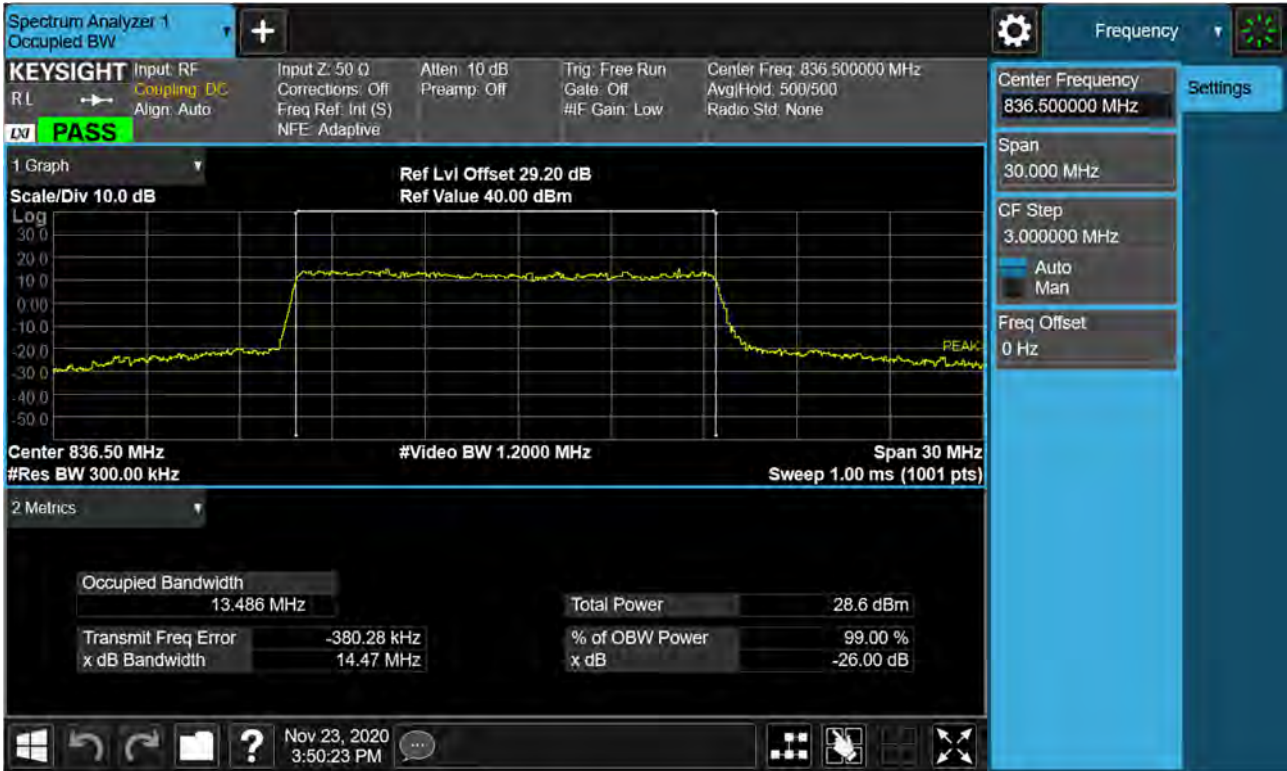 Spectrum Analyzer 1
Occupied BW
Frequency
KEYSIGHT
R L
LXI
PASS
Input: RF
Coupling: DC
Align: Auto
Input Z: 50 Ω
Corrections: Off
Freq Ref: Int (S)
NFE: Adaptive
Atten: 10 dB
Preamp: Off
Trig: Free Run
Gate: Off
#IF Gain: Low
Center Freq: 836.500000 MHz
Avg|Hold: 500/500
Radio Std: None
Center Frequency
836.500000 MHz
Settings
Span
30.000 MHz
CF Step
3.000000 MHz
Auto
Man
Freq Offset
0 Hz
1 Graph
Scale/Div 10.0 dB
Ref Lvl Offset 29.20 dB
Ref Value 40.00 dBm
Log
30.0
20.0
10.0
0.00
-10.0
-20.0
-30.0
-40.0
-50.0
PEAK
Center 836.50 MHz
#Video BW 1.2000 MHz
Span 30 MHz
#Res BW 300.00 kHz
Sweep 1.00 ms (1001 pts)
2 Metrics
Occupied Bandwidth
13.486 MHz
Total Power 28.6 dBm
Transmit Freq Error -380.28 kHz
% of OBW Power 99.00 %
x dB Bandwidth 14.47 MHz
x dB -26.00 dB
Nov 23, 2020
3:50:23 PM